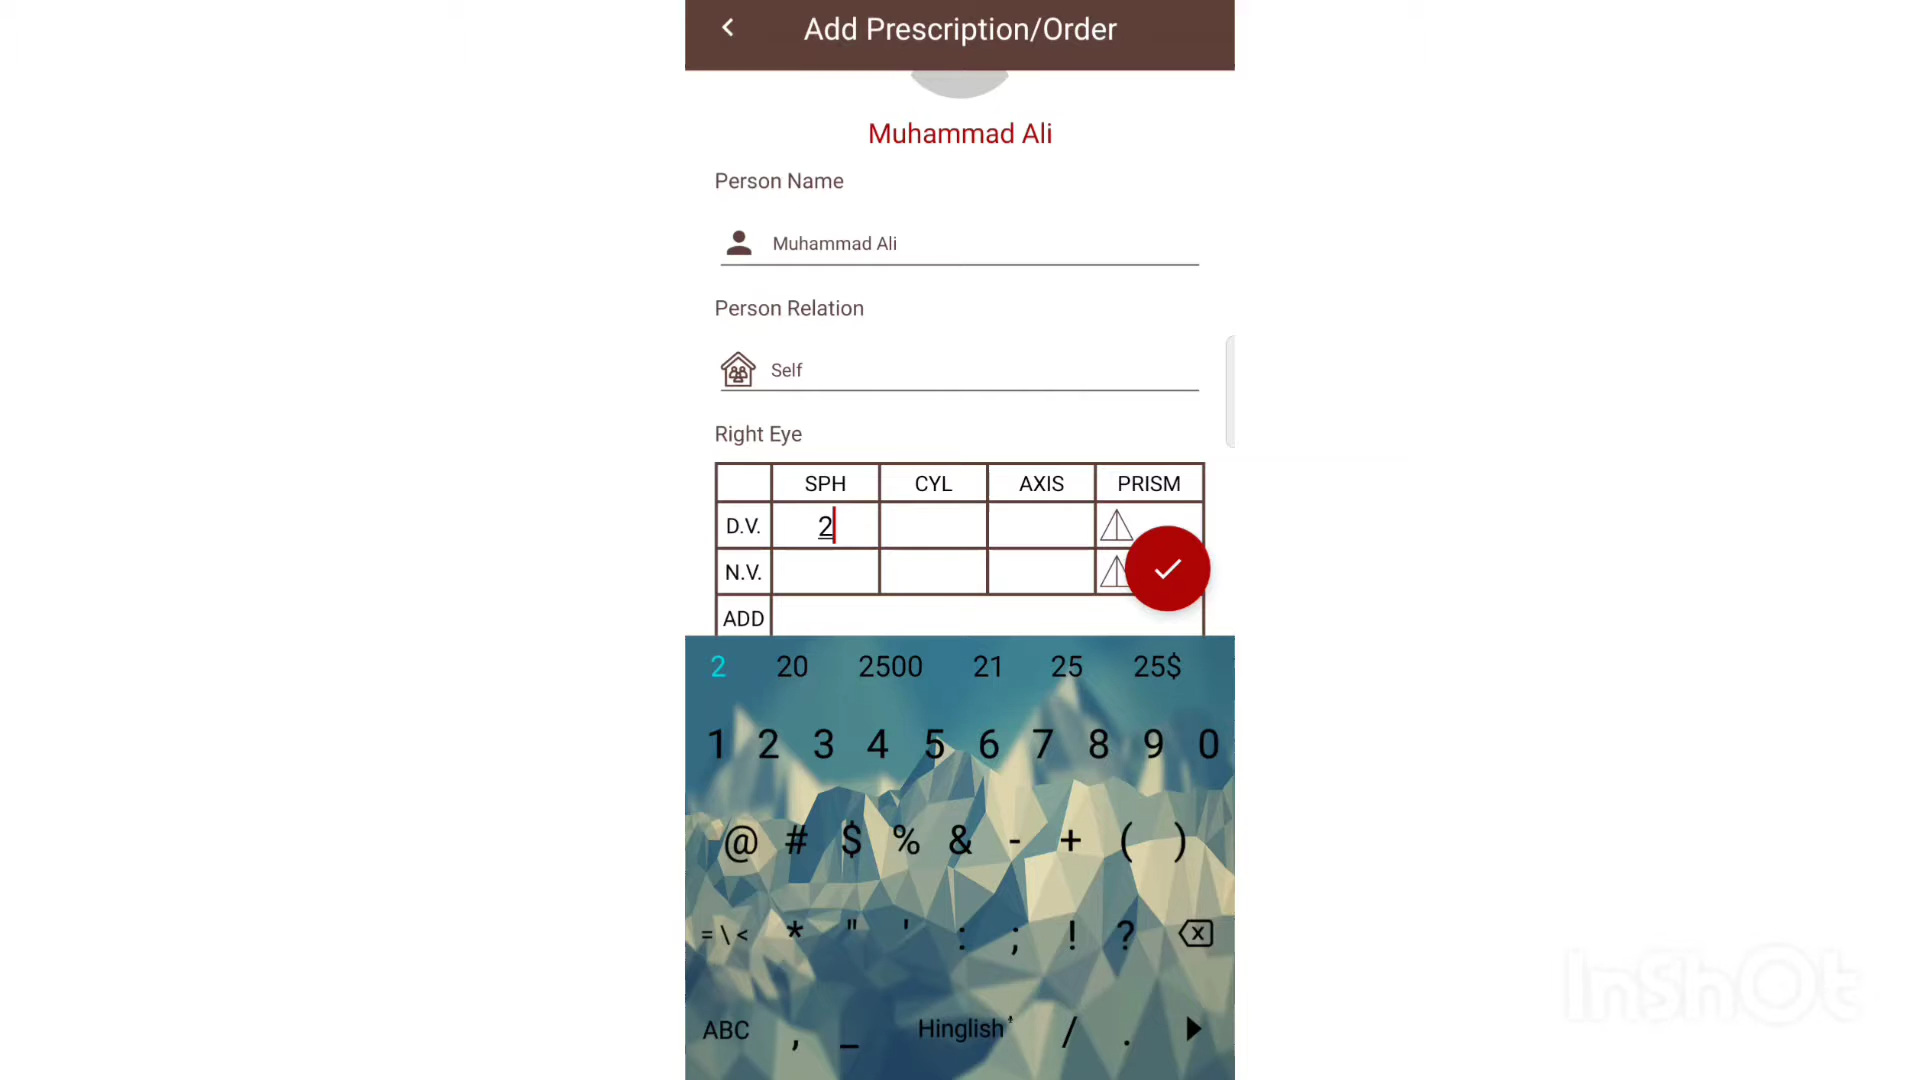 Add Prescription/Order
Muhammad Ali
Person Name
Muhammad Ali
Person Relation
Self
Right Eye
SPH CYL AXIS PRISM
D.V. 2
N.V.
ADD
2 20 2500 21 25 25$
1 2 3 4 5 6 7 8 9 0
@ # $ % & - + ( )
= \ < * " ' : ; ! ?
ABC , _ Hinglish / .
InShOt